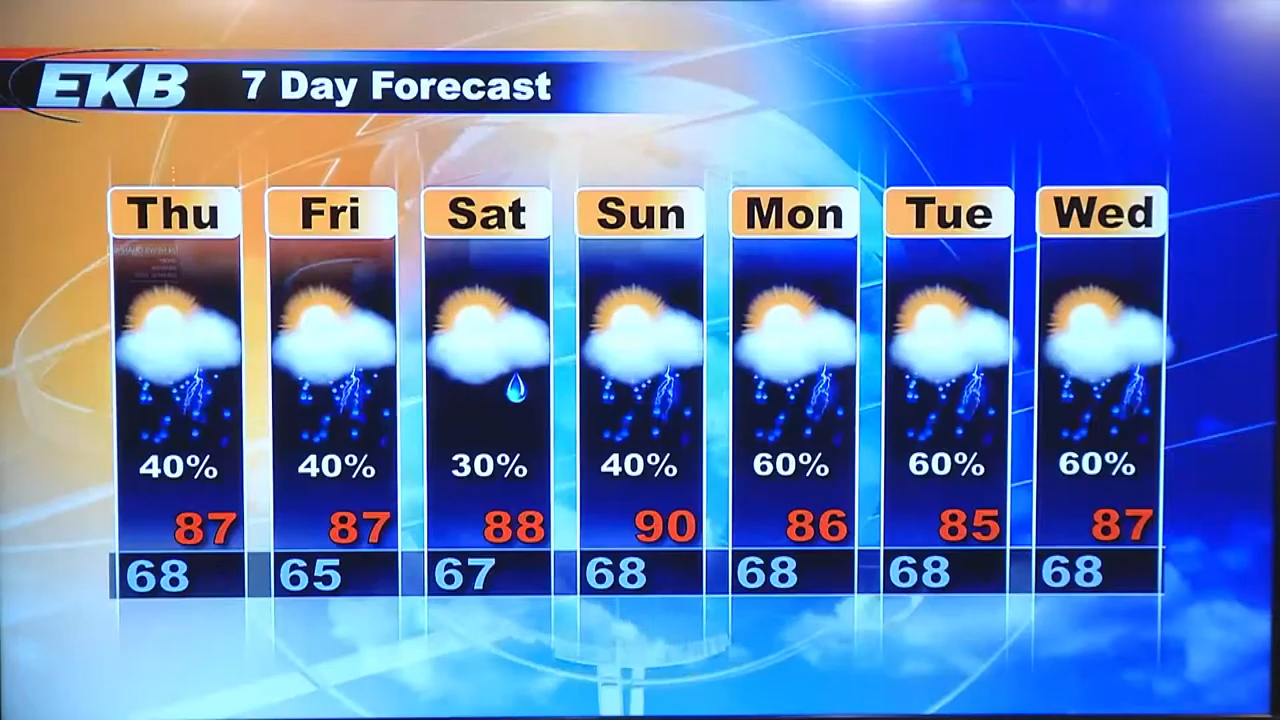 EKB 7 Day Forecast
Thu Fri Sat Sun Mon Tue Wed
40% 40% 30% 40% 60% 60% 60%
87 87 88 90 86 85 87
68 65 67 68 68 68 68